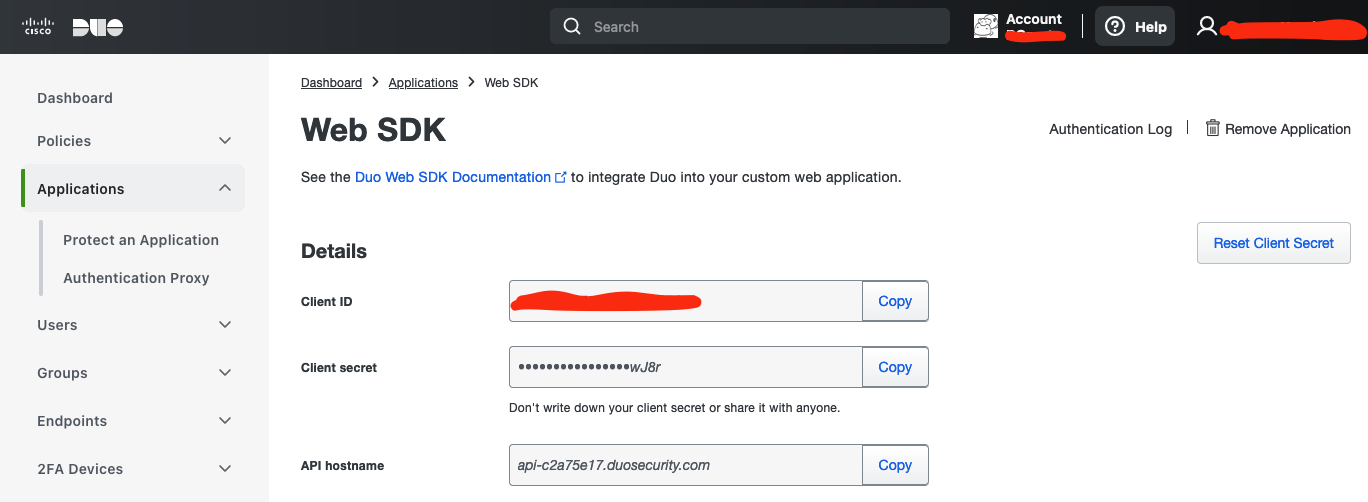 CISCO DUO
Search
Account
Help
Dashboard
Policies
Applications
Protect an Application
Authentication Proxy
Users
Groups
Endpoints
2FA Devices
Dashboard > Applications > Web SDK
Web SDK
Authentication Log | Remove Application
See the Duo Web SDK Documentation to integrate Duo into your custom web application.
Details
Reset Client Secret
Client ID
Copy
Client secret
••••••••••••••••wJ8r
Copy
Don't write down your client secret or share it with anyone.
API hostname
api-c2a75e17.duosecurity.com
Copy